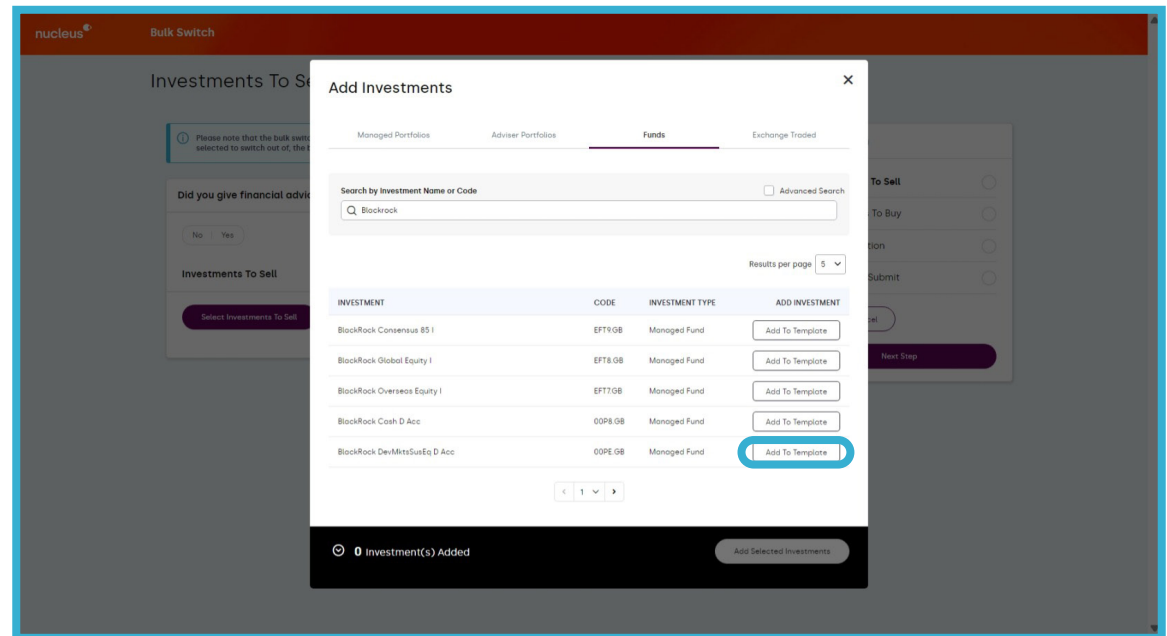 nucleus
Bulk Switch
Investments To Se
Please note that the bulk switc
selected to switch out of, the t
Did you give financial advic
No Yes
Investments To Sell
Select Investments To Sell
Add Investments
Managed Portfolios Adviser Portfolios Funds Exchange Traded
Search by Investment Name or Code Advanced Search
Blackrock
Results per page 5
INVESTMENT CODE INVESTMENT TYPE ADD INVESTMENT
BlackRock Consensus 85 I EFT9.GB Managed Fund Add To Template
BlackRock Global Equity I EFT8.GB Managed Fund Add To Template
BlackRock Overseas Equity I EFT7.GB Managed Fund Add To Template
BlackRock Cash D Acc 00P8.GB Managed Fund Add To Template
BlackRock DevMktsSusEq D Acc 00PE.GB Managed Fund Add To Template
1
0 Investment(s) Added
Add Selected Investments
To Sell
To Buy
tion
Submit
cel
Next Step